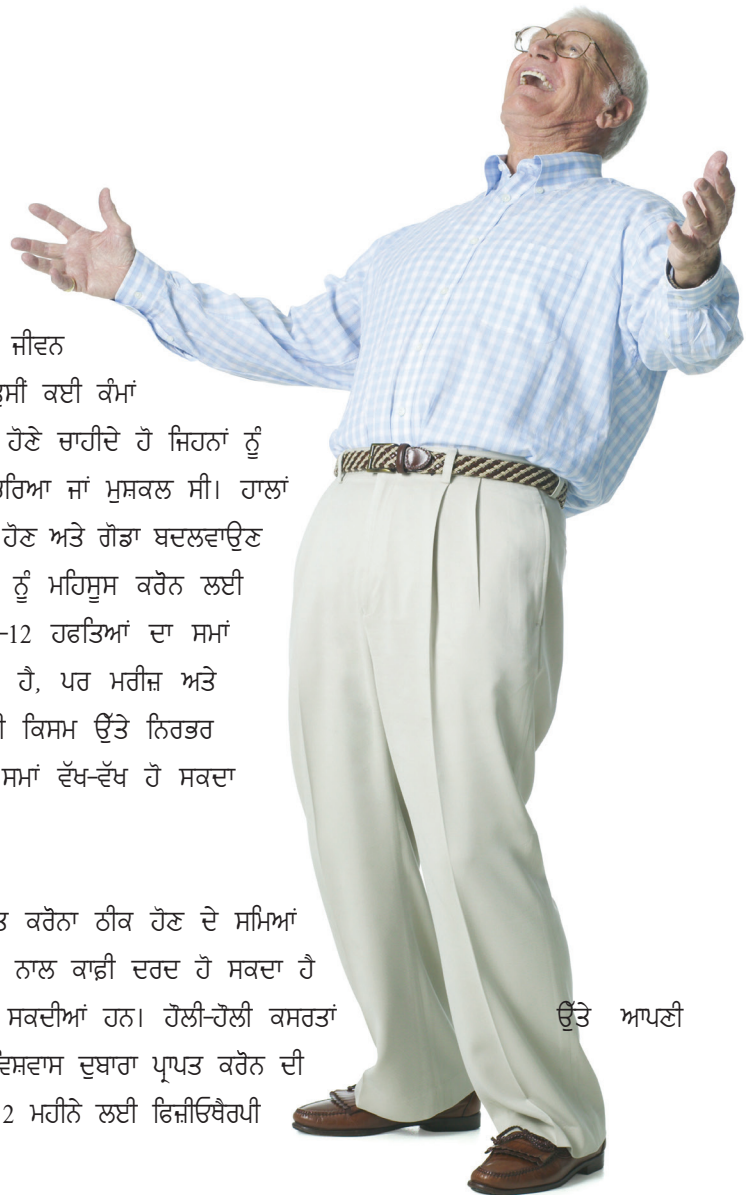 ਜੀਵਨ
ਤੁਸੀਂ ਕਈ ਕੰਮਾਂ
ਹੋਣੇ ਚਾਹੀਦੇ ਹੋ ਜਿਹਨਾਂ ਨੂੰ
ਜਾਂ ਮੁਸ਼ਕਲ ਸੀ। ਹਾਲਾਂ
ਹੋਣ ਅਤੇ ਗੋਡਾ ਬਦਲਵਾਉਣ
ਨੂੰ ਮਹਿਸੂਸ ਕਰੋਨ ਲਈ
-12 ਹਫਤਿਆਂ ਦਾ ਸਮਾਂ
ਹੈ, ਪਰ ਮਰੀਜ਼ ਅਤੇ
ਕਿਸਮ ਉੱਤੇ ਨਿਰਭਰ
ਸਮਾਂ ਵੱਖ-ਵੱਖ ਹੋ ਸਕਦਾ
ਕਰੋਨਾ ਠੀਕ ਹੋਣ ਦੇ ਸਮਿਆਂ
ਨਾਲ ਕਾਫ਼ੀ ਦਰਦ ਹੋ ਸਕਦਾ ਹੈ
ਸਕਦੀਆਂ ਹਨ। ਹੌਲੀ-ਹੌਲੀ ਕਸਰਤਾਂ ਉੱਤੇ ਆਪਣੀ
ਵਿਸ਼ਵਾਸ ਦੁਬਾਰਾ ਪ੍ਰਾਪਤ ਕਰੋਨ ਦੀ
2 ਮਹੀਨੇ ਲਈ ਫਿਜ਼ੀਓਥੈਰਪੀ